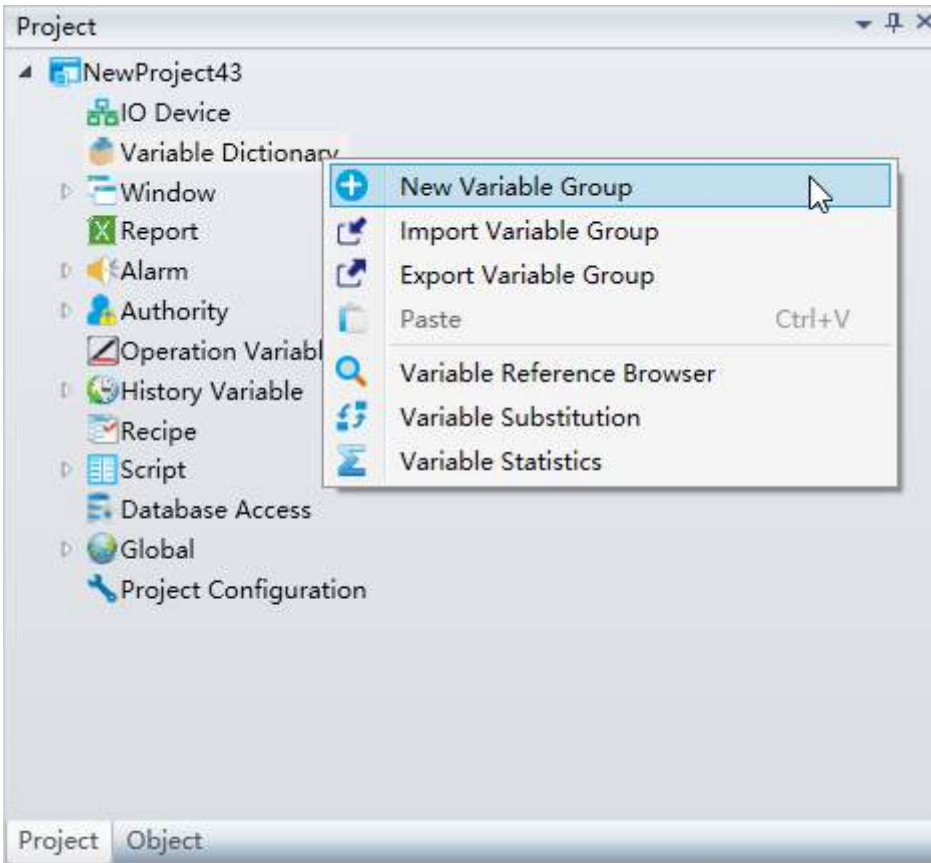 Project
NewProject43
IO Device
Variable Dictionary
Window
Report
Alarm
Authority
Operation Variabl
History Variable
Recipe
Script
Database Access
Global
Project Configuration
New Variable Group
Import Variable Group
Export Variable Group
Paste Ctrl+V
Variable Reference Browser
Variable Substitution
Variable Statistics
Project Object